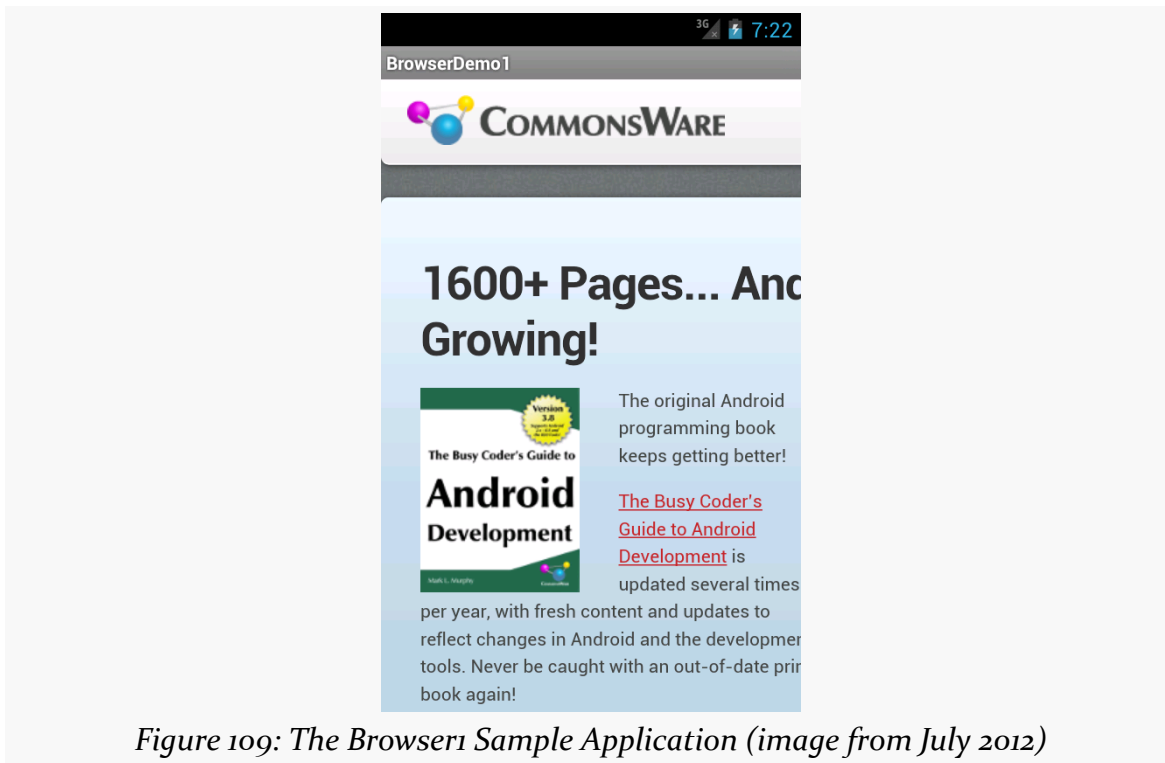 3G 7:22
BrowserDemo1
COMMONSWARE
1600+ Pages... And
Growing!
Version
3.8
The Busy Coder's Guide to
Android
Development
Mark L. Murphy
CommonsWare
The original Android
programming book
keeps getting better!
The Busy Coder's
Guide to Android
Development is
updated several times
per year, with fresh content and updates to
reflect changes in Android and the developmen
tools. Never be caught with an out-of-date prin
book again!
Figure 109: The Browser1 Sample Application (image from July 2012)